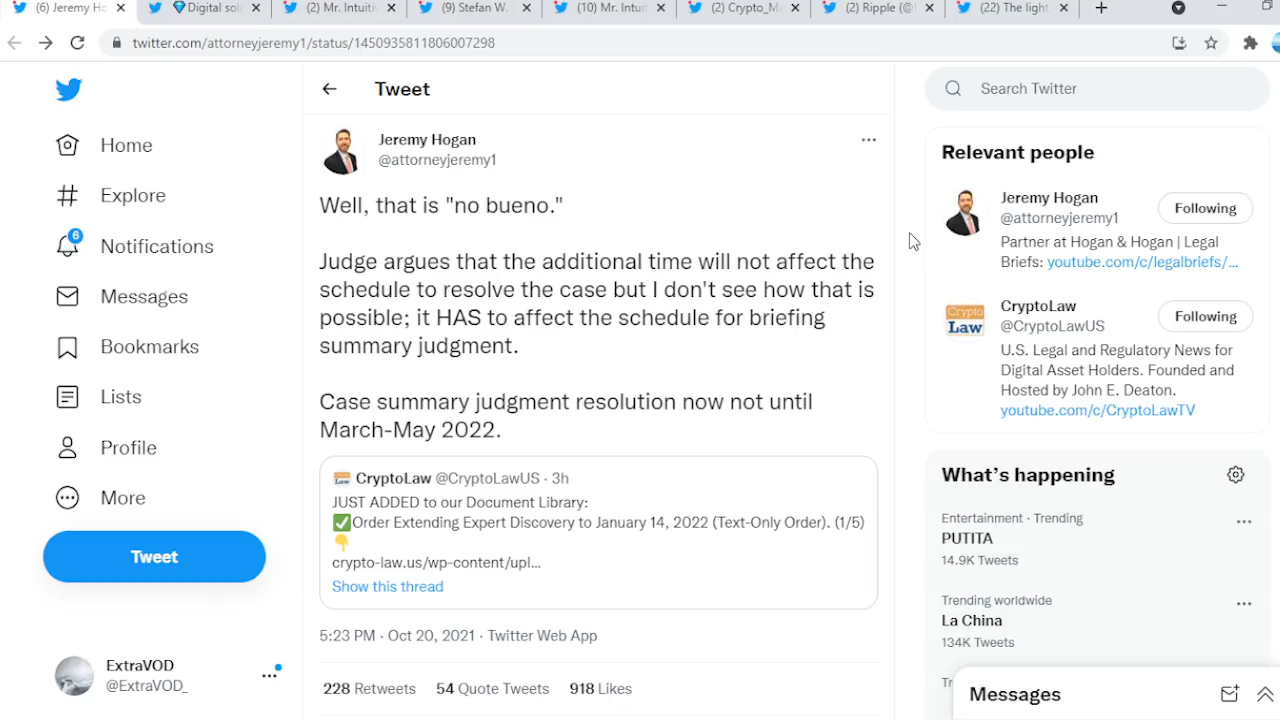 (6) Jeremy Ho
Digital sol
(2) Mr. Intuiti
(9) Stefan W.
(10) Mr. Intui
(2) Crypto_M
(2) Ripple (@
(22) The light
twitter.com/attorneyjeremy1/status/1450935811806007298
Home
Explore
6
Notifications
Messages
Bookmarks
Lists
Profile
More
Tweet
ExtraVOD
@ExtraVOD_
Tweet
Jeremy Hogan
@attorneyjeremy1
Well, that is "no bueno."
Judge argues that the additional time will not affect the
schedule to resolve the case but I don't see how that is
possible; it HAS to affect the schedule for briefing
summary judgment.
Case summary judgment resolution now not until
March-May 2022.
Crypto Law
CryptoLaw @CryptoLawUS · 3h
JUST ADDED to our Document Library:
✅Order Extending Expert Discovery to January 14, 2022 (Text-Only Order). (1/5)
👇
crypto-law.us/wp-content/upl...
Show this thread
5:23 PM · Oct 20, 2021 · Twitter Web App
228 Retweets 54 Quote Tweets 918 Likes
Search Twitter
Relevant people
Jeremy Hogan
@attorneyjeremy1
Following
Partner at Hogan & Hogan | Legal
Briefs: youtube.com/c/legalbriefs/...
Crypto
Law
CryptoLaw
@CryptoLawUS
Following
U.S. Legal and Regulatory News for
Digital Asset Holders. Founded and
Hosted by John E. Deaton.
youtube.com/c/CryptoLawTV
What's happening
Entertainment · Trending
PUTITA
14.9K Tweets
Trending worldwide
La China
134K Tweets
Tr
Messages